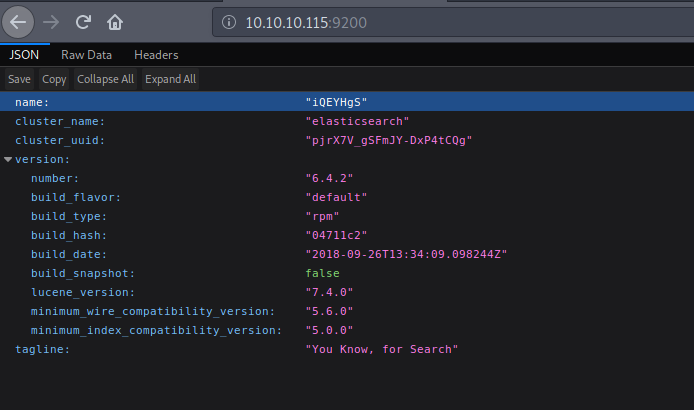 10.10.10.115:9200
JSON Raw Data Headers
Save Copy Collapse All Expand All
name: "iQEYHgS"
cluster_name: "elasticsearch"
cluster_uuid: "pjrX7V_gSFmJY-DxP4tCQg"
version:
number: "6.4.2"
build_flavor: "default"
build_type: "rpm"
build_hash: "04711c2"
build_date: "2018-09-26T13:34:09.098244Z"
build_snapshot: false
lucene_version: "7.4.0"
minimum_wire_compatibility_version: "5.6.0"
minimum_index_compatibility_version: "5.0.0"
tagline: "You Know, for Search"